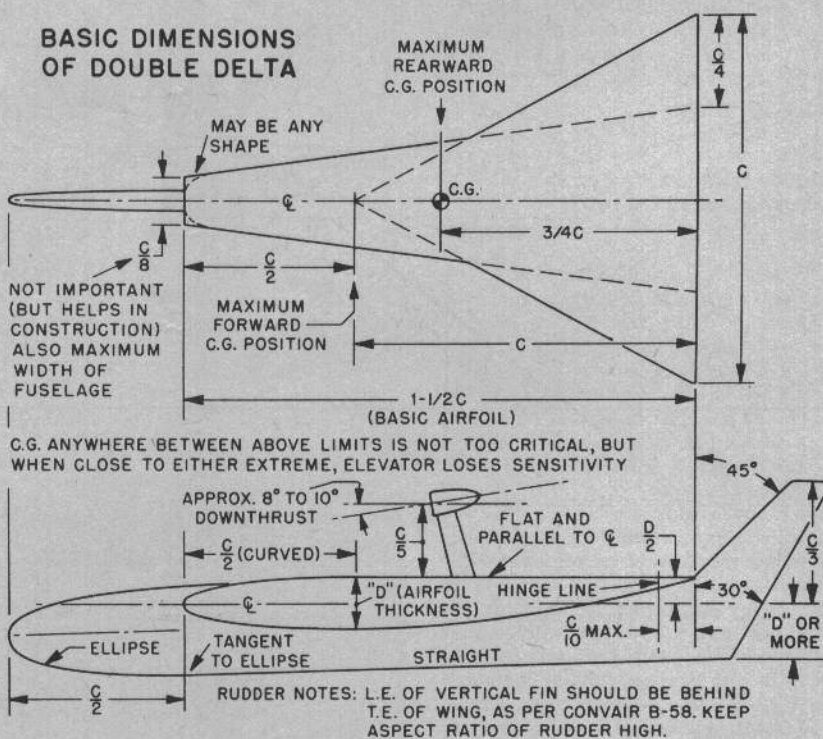 BASIC DIMENSIONS
OF DOUBLE DELTA
MAXIMUM
REARWARD
C.G. POSITION
C/4
MAY BE ANY
SHAPE
℄
C.G.
C
3/4C
C/8
C/2
NOT IMPORTANT
(BUT HELPS IN
CONSTRUCTION)
ALSO MAXIMUM
WIDTH OF
FUSELAGE
MAXIMUM
FORWARD
C.G. POSITION
C
1-1/2C
(BASIC AIRFOIL)
C.G. ANYWHERE BETWEEN ABOVE LIMITS IS NOT TOO CRITICAL, BUT
WHEN CLOSE TO EITHER EXTREME, ELEVATOR LOSES SENSITIVITY
45°
APPROX. 8° TO 10°
DOWNTHRUST
C/5
FLAT AND
PARALLEL TO ℄
D/2
C/3
C/2 (CURVED)
"D" (AIRFOIL
THICKNESS)
HINGE LINE
30°
℄
C/10 MAX.
"D" OR
MORE
ELLIPSE
TANGENT
TO ELLIPSE
STRAIGHT
C/2
RUDDER NOTES: L.E. OF VERTICAL FIN SHOULD BE BEHIND
T.E. OF WING, AS PER CONVAIR B-58. KEEP
ASPECT RATIO OF RUDDER HIGH.